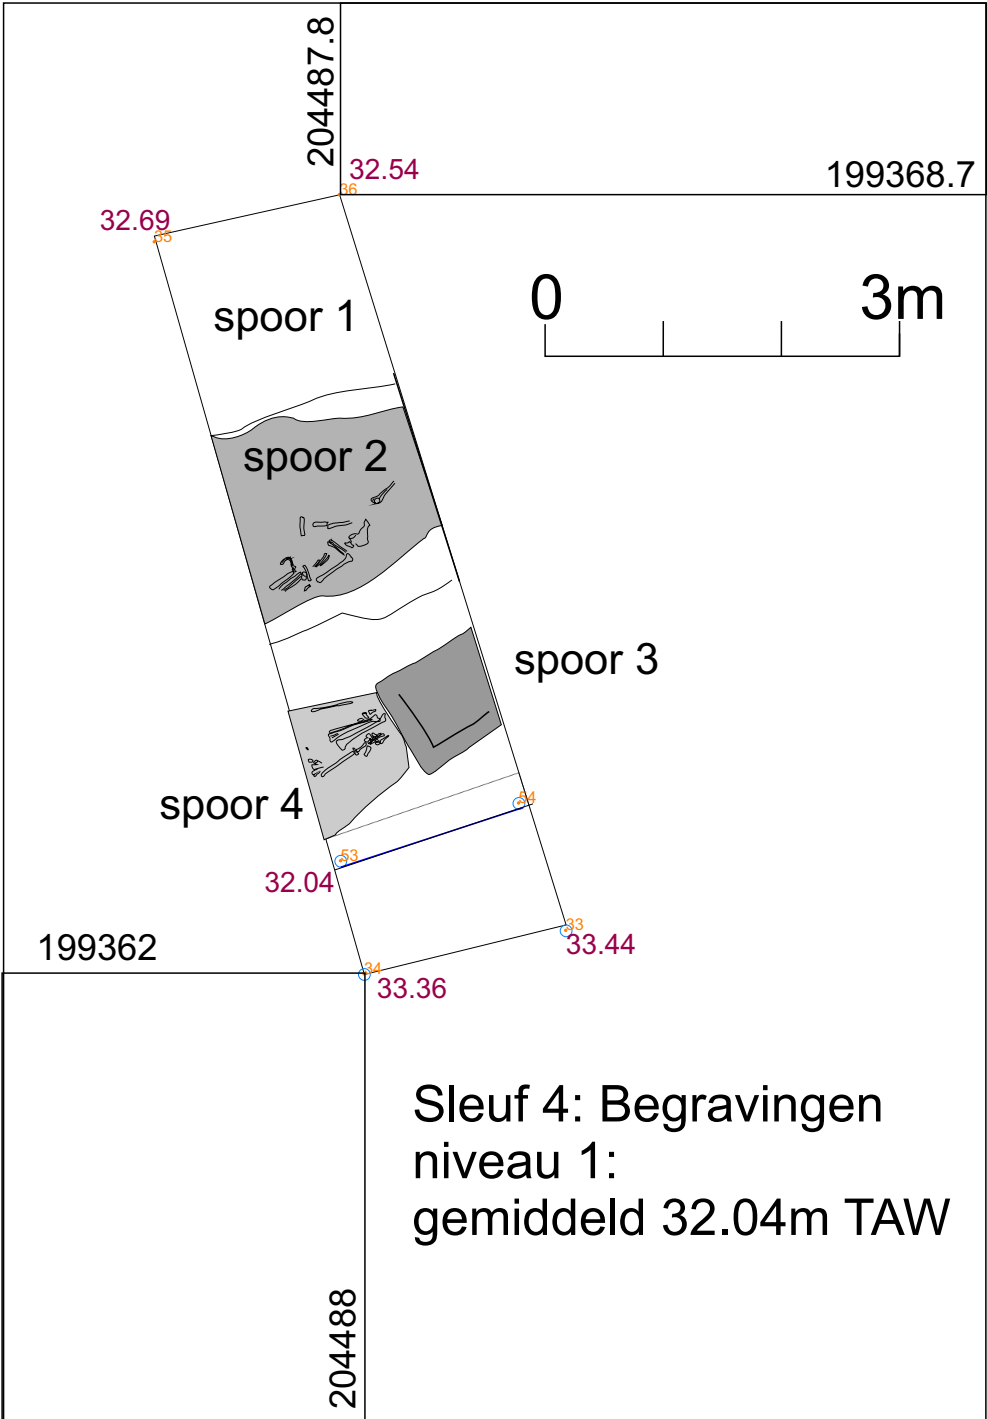 204487.8
32.54
36
199368.7
32.69
35
0 3m
spoor 1
spoor 2
spoor 3
spoor 4
54
53
32.04
33
33.44
199362
34
33.36
Sleuf 4: Begravingen
niveau 1:
gemiddeld 32.04m TAW
204488